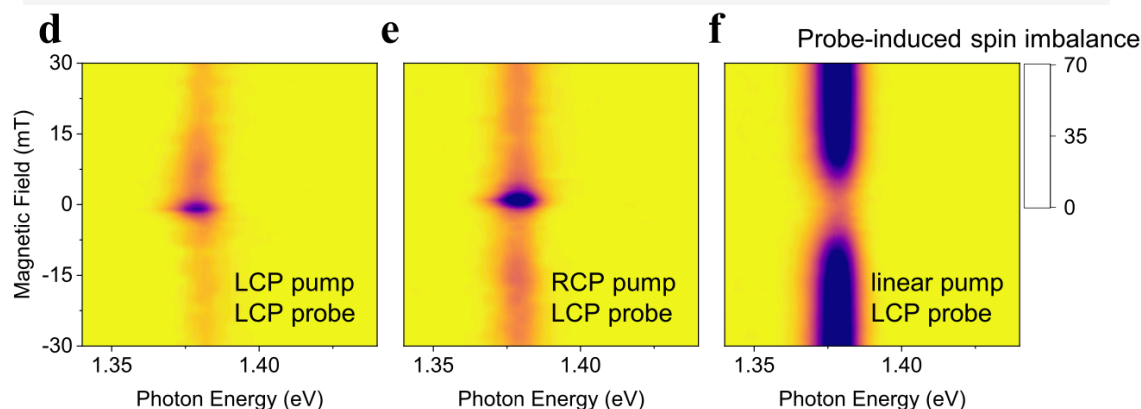 d
e
f
Probe-induced spin imbalance
70
35
0
Magnetic Field (mT)
30
15
0
-15
-30
LCP pump
LCP probe
RCP pump
LCP probe
linear pump
LCP probe
1.35
1.40
1.35
1.40
1.35
1.40
Photon Energy (eV)
Photon Energy (eV)
Photon Energy (eV)